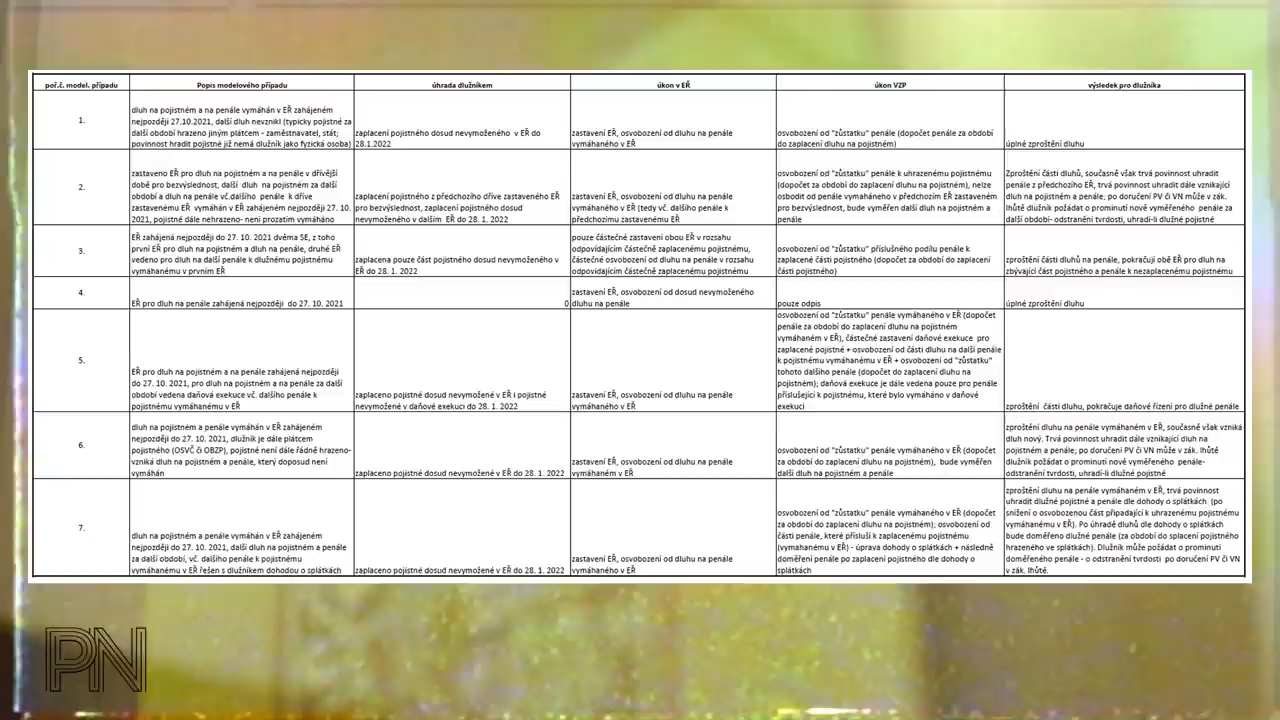 poř.č. model. případu
Popis modelového případu
úhrada dlužníkem
úkon v EŘ
úkon VZP
výsledek pro dlužníka
1.
dluh na pojistném a na penále vymáhán v EŘ zahájeném
nejpozději 27.10.2021, další dluh nevznikl (typicky pojistné za
další období hrazeno jiným plátcem - zaměstnavatel, stát;
povinnost hradit pojistné již nemá dlužník jako fyzická osoba)
zaplacení pojistného dosud nevymoženého v EŘ do
28.1.2022
zastavení EŘ, osvobození od dluhu na penále
vymáhaného v EŘ
osvobození od "zůstatku" penále (dopočet penále za období
do zaplacení dluhu na pojistném)
úplné zproštění dluhu
2.
zastaveno EŘ pro dluh na pojistném a na penále v dřívější
době pro bezvýslednost, další dluh na pojistném za další
období a dluh na penále vč.dalšího penále k dříve
zastavenému EŘ vymáhán v EŘ zahájeném nejpozději 27. 10.
2021, pojistné dále nehrazeno- není prozatím vymáháno
zaplacení pojistného z předchozího dříve zastaveného EŘ
pro bezvýslednost, zaplacení pojistného dosud
nevymoženého v dalším EŘ do 28. 1. 2022
zastavení EŘ, osvobození od dluhu na penále
vymáhaného v EŘ (tedy vč. dalšího penále k
předchozímu zastavenému EŘ
osvobození od "zůstatku" penále k uhrazenému pojistnému
(dopočet za období do zaplacení dluhu na pojistném), nelze
osbodit od penále vymáhaného v předchozím EŘ zastaveném
pro bezvýslednost, bude vyměřen další dluh na pojistném a
penále
Zproštění části dluhů, současně však trvá povinnost uhradit
penále z předchozího EŘ, trvá povinnost uhradit dále vznikající
dluh na pojistném a penále; po doručení PV či VN může v zák.
lhůtě dlužník požádat o prominutí nově vyměřeného penále za
další období- odstranění tvrdosti, uhradí-li dlužné pojistné
3.
EŘ zahájená nejpozději do 27. 10. 2021 dvěma SE, z toho
první EŘ pro dluh na pojistném a dluh na penále, druhé EŘ
vedeno pro dluh na další penále k dlužnému pojistnému
vymáhanému v prvním EŘ
zaplacena pouze část pojistného dosud nevymoženého v
EŘ do 28. 1. 2022
pouze částečné zastavení obou EŘ v rozsahu
odpovídajícím částečně zaplacenému pojistnému,
částečné osvobození od dluhu na penále v rozsahu
odpovídajícím částečně zaplacenému pojistnému
osvobození od "zůstatku" příslušného podílu penále k
zaplacené části pojistného (dopočet za období do zaplacení
části pojistného)
zproštění části dluhů na penále, pokračují obě EŘ pro dluh na
zbývající část pojistného a penále k nezaplacenému pojistnému
4.
EŘ pro dluh na penále zahájená nejpozději do 27. 10. 2021
0
zastavení EŘ, osvobození od dosud nevymoženého
dluhu na penále
pouze odpis
úplné zproštění dluhu
5.
EŘ pro dluh na pojistném a na penále zahájená nejpozději
do 27. 10. 2021, pro dluh na pojistném a na penále za další
období vedena daňová exekuce vč. dalšího penále k
pojistnému vymáhanému v EŘ
zaplaceno pojistné dosud nevymožené v EŘ i pojistné
nevymožené v daňové exekuci do 28. 1. 2022
zastavení EŘ, osvobození od dluhu na penále
vymáhaného v EŘ
osvobození od "zůstatku" penále vymáhaného v EŘ (dopočet
penále za období do zaplacení dluhu na pojistném
vymáhaném v EŘ), částečné zastavení daňové exekuce pro
zaplacené pojistné + osvobození od části dluhu na další penále
k pojistnému vymáhanému v EŘ + osvobození od "zůstatku"
tohoto dalšího penále (dopočet do zaplacení dluhu na
pojistném); daňová exekuce je dále vedena pouze pro penále
příslušející k pojistnému, které bylo vymáháno v daňové
exekuci
zproštění části dluhu, pokračuje daňové řízení pro dlužné penále
6.
dluh na pojistném a penále vymáhán v EŘ zahájeném
nejpozději do 27. 10. 2021, dlužník je dále plátcem
pojistného (OSVČ či OBZP), pojistné není dále řádně hrazeno-
vzniká dluh na pojistném a penále, který doposud není
vymáhán
zaplaceno pojistné dosud nevymožené v EŘ do 28. 1. 2022
zastavení EŘ, osvobození od dluhu na penále
vymáhaném v EŘ
osvobození od "zůstatku" penále vymáhaného v EŘ (dopočet
za období do zaplacení dluhu na pojistném), bude vyměřen
další dluh na pojistném a penále
zproštění dluhu na penále vymáhaném v EŘ, současně však vzniká
dluh nový. Trvá povinnost uhradit dále vznikající dluh na
pojistném a penále; po doručení PV či VN může v zák. lhůtě
dlužník požádat o prominutí nově vyměřeného penále-
odstranění tvrdosti, uhradí-li dlužné pojistné
7.
dluh na pojistném a penále vymáhán v EŘ zahájeném
nejpozději do 27. 10. 2021, další dluh na pojistném a penále
za další období, vč. dalšího penále k pojistnému
vymáhanému v EŘ řešen s dlužníkem dohodou o splátkách
zaplaceno pojistné dosud nevymožené v EŘ do 28. 1. 2022
zastavení EŘ, osvobození od dluhu na penále
vymáhaného v EŘ
osvobození od "zůstatku" penále vymáhaného v EŘ (dopočet
za období do zaplacení dluhu na pojistném); osvobození od
části penále, které přísluší k zaplacenému pojistnému
(vymáhanému v EŘ) - úprava dohody o splátkách + následně
doměření penále po zaplacení pojistného dle dohody o
splátkách
zproštění dluhu na penále vymáhaném v EŘ, trvá povinnost
uhradit dlužné pojistné a penále dle dohody o splátkách (po
snížení o osvobozenou část připadající k uhrazenému pojistnému
vymáhanému v EŘ). Po úhradě dluhů dle dohody o splátkách
bude doměřeno dlužné penále (za období do splacení pojistného
hrazeného ve splátkách). Dlužník může požádat o prominutí
doměřeného penále - o odstranění tvrdosti po doručení PV či VN
v zák. lhůtě.
PN